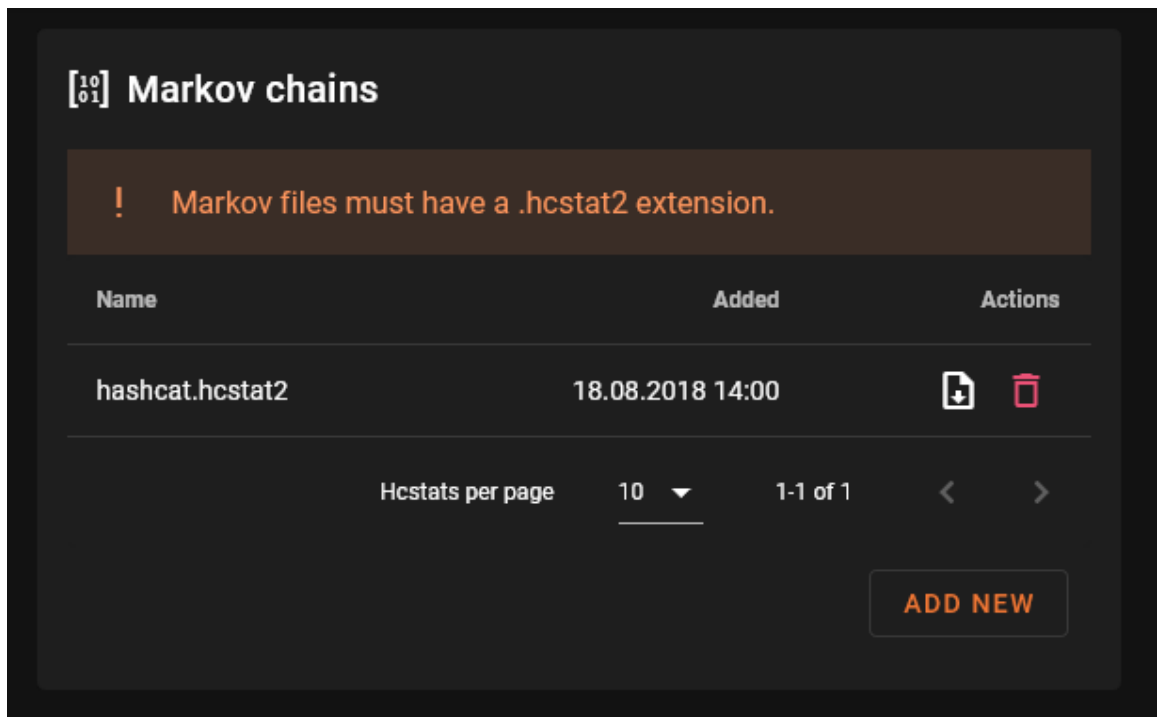 Markov chains
! Markov files must have a .hcstat2 extension.
Name Added Actions
hashcat.hcstat2 18.08.2018 14:00
Hcstats per page 10 1-1 of 1
ADD NEW